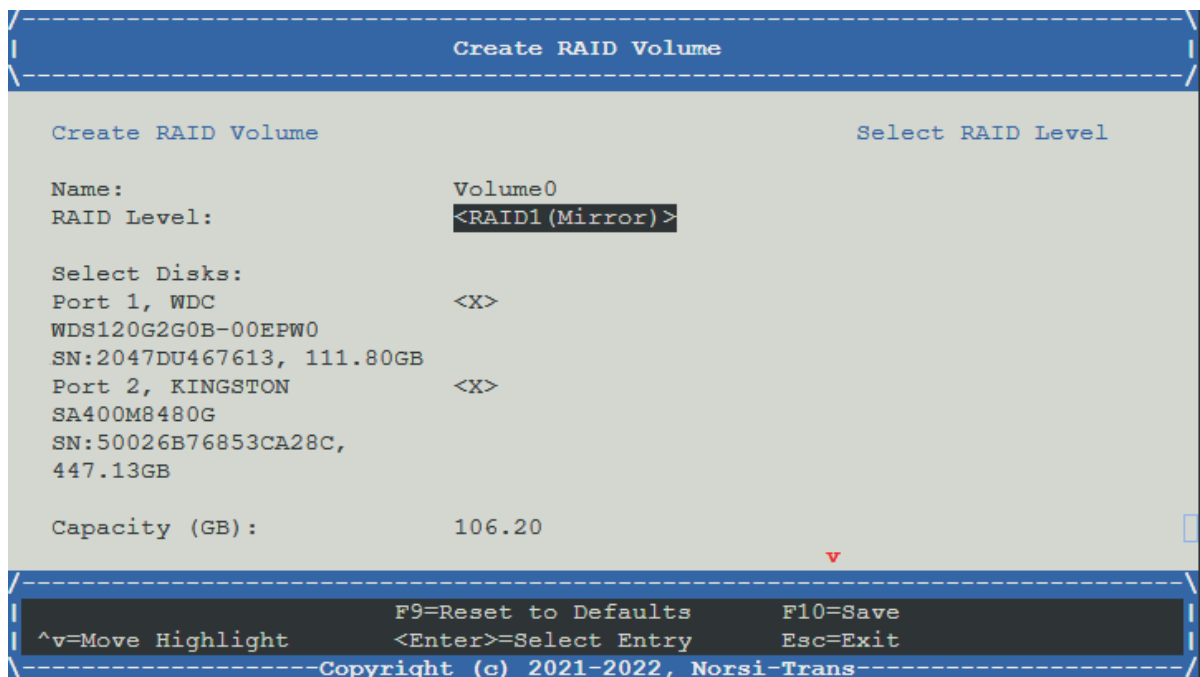 /------------------------------------------------------------------------------\
| Create RAID Volume |
\------------------------------------------------------------------------------/
Create RAID Volume Select RAID Level
Name: Volume0
RAID Level: <RAID1(Mirror)>
Select Disks:
Port 1, WDC <X>
WDS120G2G0B-00EPW0
SN:2047DU467613, 111.80GB
Port 2, KINGSTON <X>
SA400M8480G
SN:50026B76853CA28C,
447.13GB
Capacity (GB): 106.20
v
/------------------------------------------------------------------------------\
| F9=Reset to Defaults F10=Save |
| ^v=Move Highlight <Enter>=Select Entry Esc=Exit |
\--------------------Copyright (c) 2021-2022, Norsi-Trans----------------------/